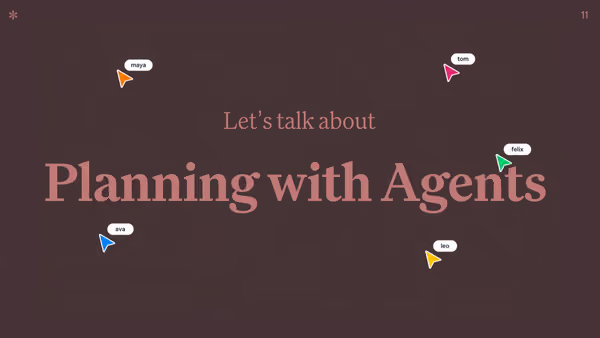 11
maya
tom
Let's talk about
felix
Planning with Agents
ava
leo